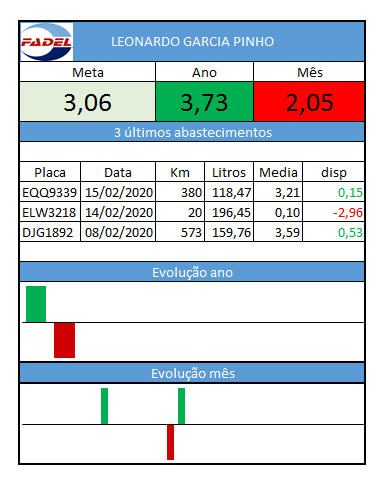 FADEL
LEONARDO GARCIA PINHO
Meta Ano Mês
3,06 3,73 2,05
3 últimos abastecimentos
Placa Data Km Litros Media disp
EQQ9339 15/02/2020 380 118,47 3,21 0,15
ELW3218 14/02/2020 20 196,45 0,10 -2,96
DJG1892 08/02/2020 573 159,76 3,59 0,53
Evolução ano
Evolução mês